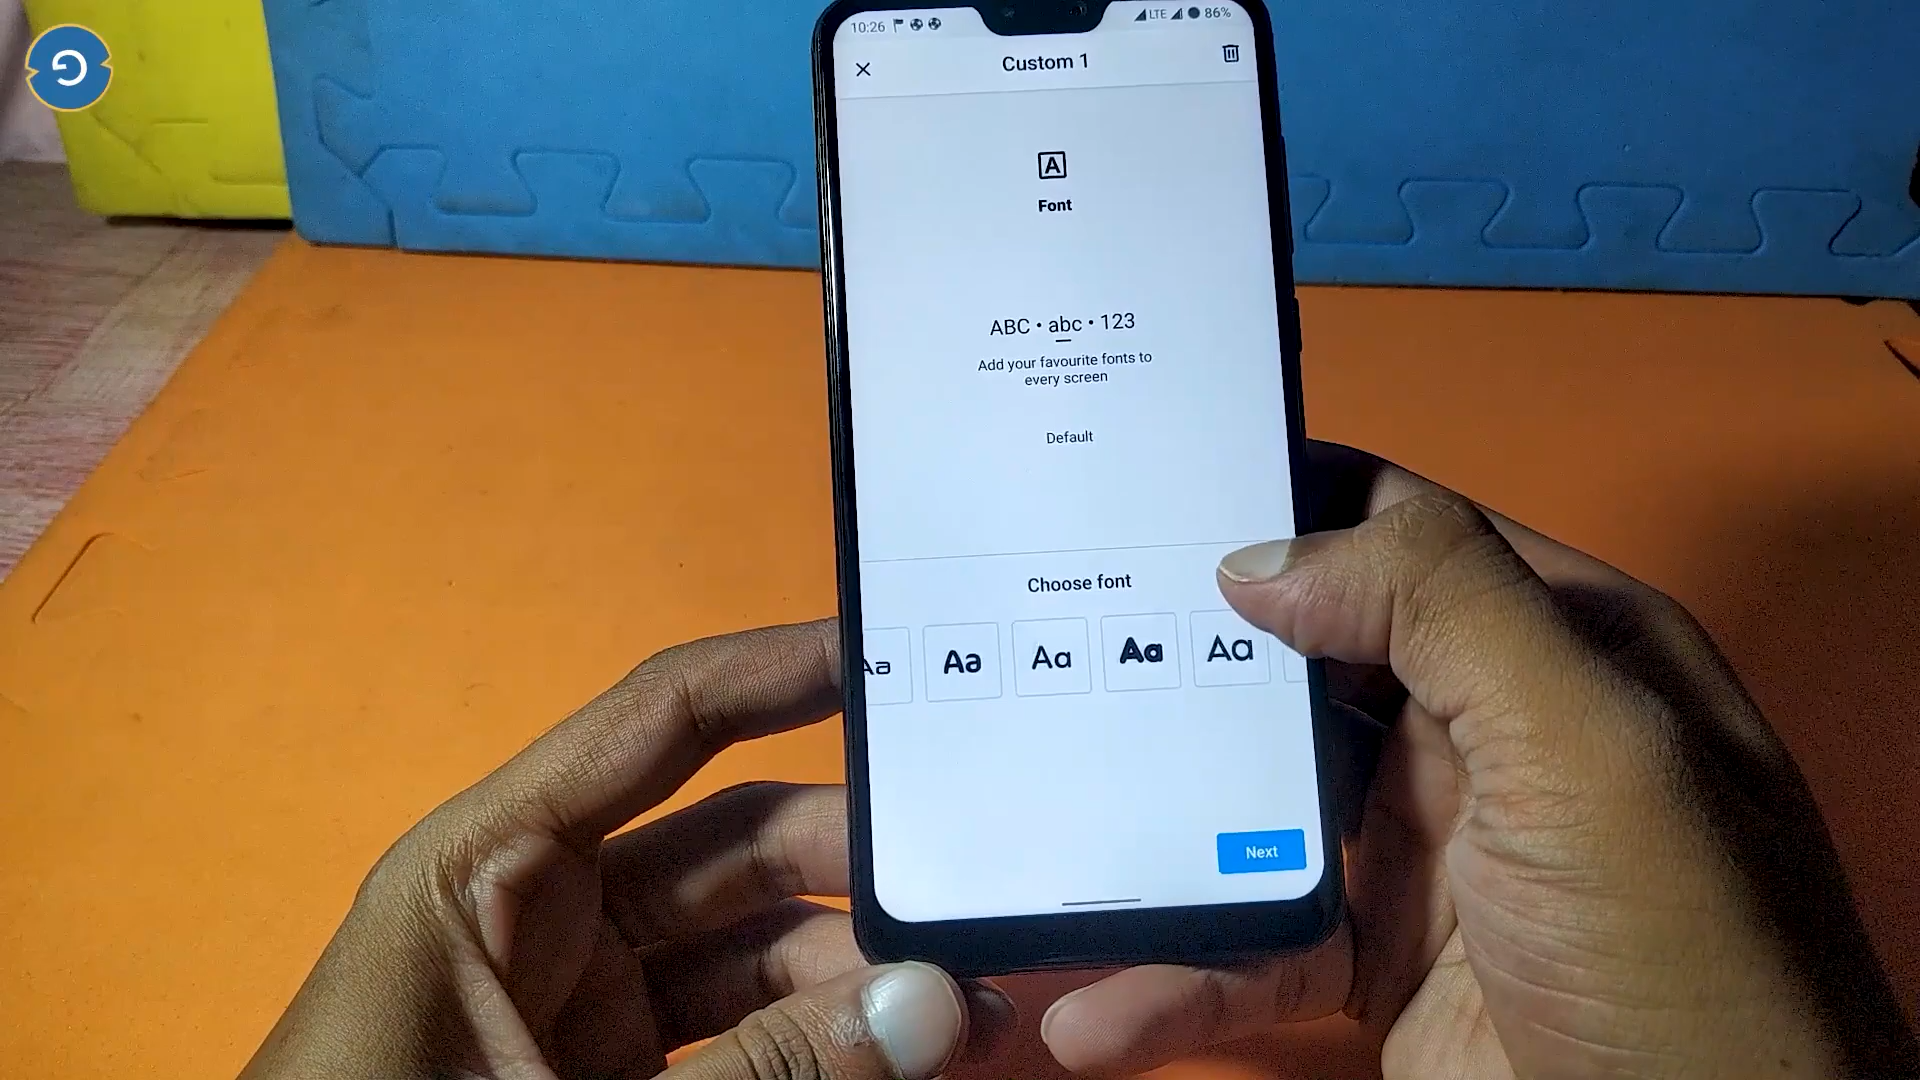 10:26
LTE
86%
Custom 1
A
Font
ABC • abc • 123
Add your favourite fonts to
every screen
Default
Choose font
Aa Aa Aa Aa Aa
Next